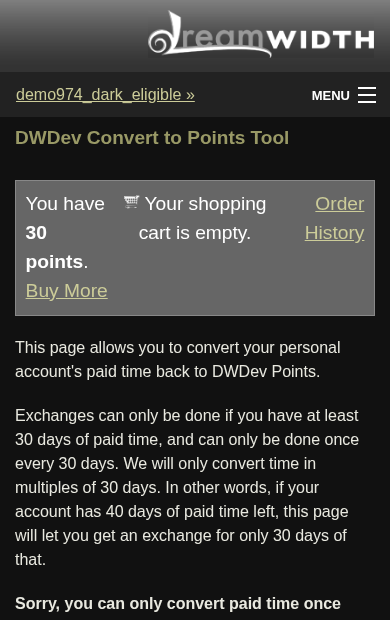 dreamWIDTH
demo974_dark_eligible »
MENU
DWDev Convert to Points Tool
You have
30
points.
Buy More
Your shopping
cart is empty.
Order
History
This page allows you to convert your personal
account's paid time back to DWDev Points.
Exchanges can only be done if you have at least
30 days of paid time, and can only be done once
every 30 days. We will only convert time in
multiples of 30 days. In other words, if your
account has 40 days of paid time left, this page
will let you get an exchange for only 30 days of
that.
Sorry, you can only convert paid time once